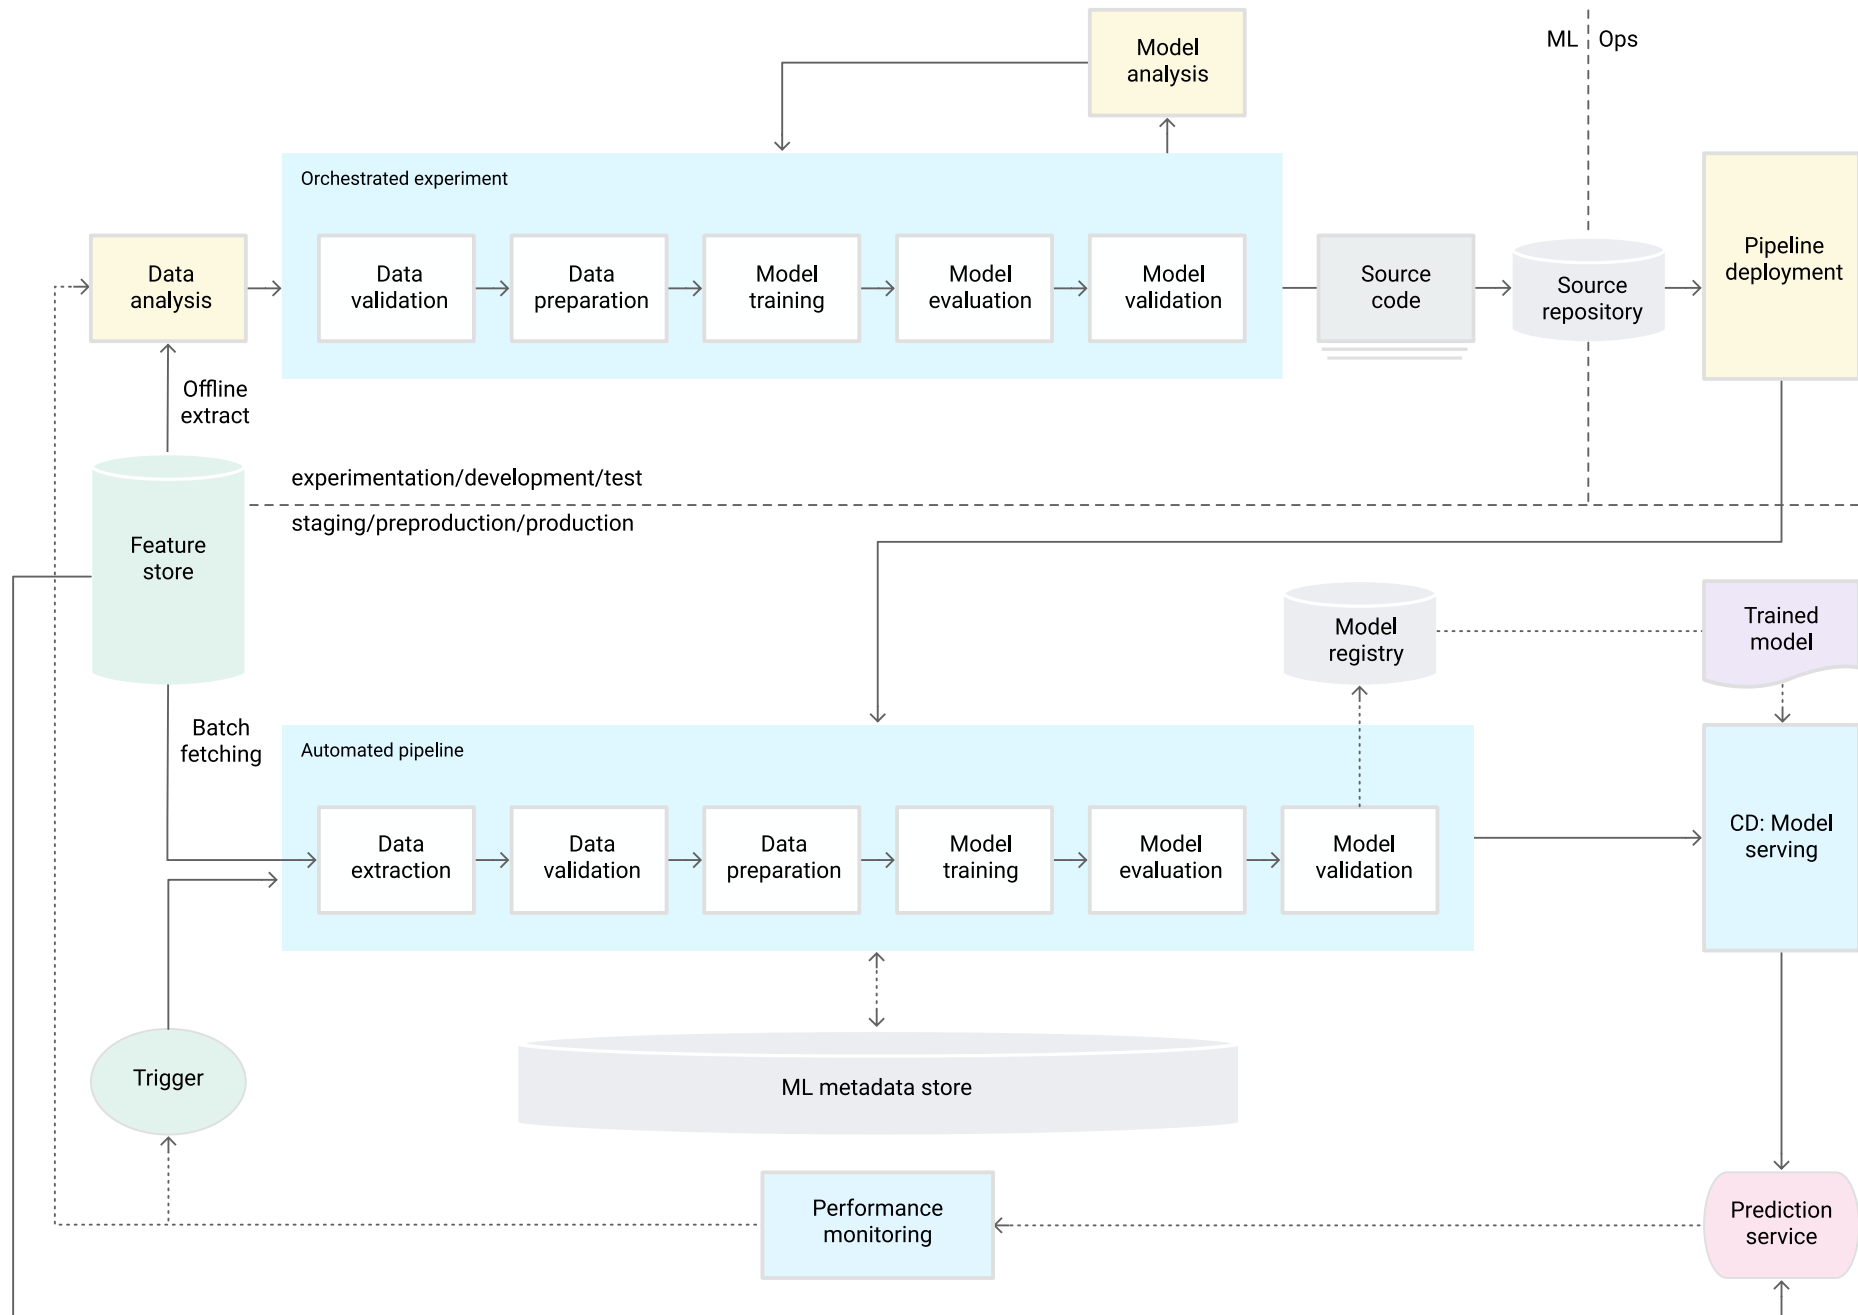 Model
analysis
ML
Ops
Orchestrated experiment
Data
analysis
Data
validation
Data
preparation
Model
training
Model
evaluation
Model
validation
Source
code
Source
repository
Pipeline
deployment
Offline
extract
experimentation/development/test
staging/preproduction/production
Feature
store
Model
registry
Trained
model
Batch
fetching
Automated pipeline
Data
extraction
Data
validation
Data
preparation
Model
training
Model
evaluation
Model
validation
CD: Model
serving
Trigger
ML metadata store
Performance
monitoring
Prediction
service